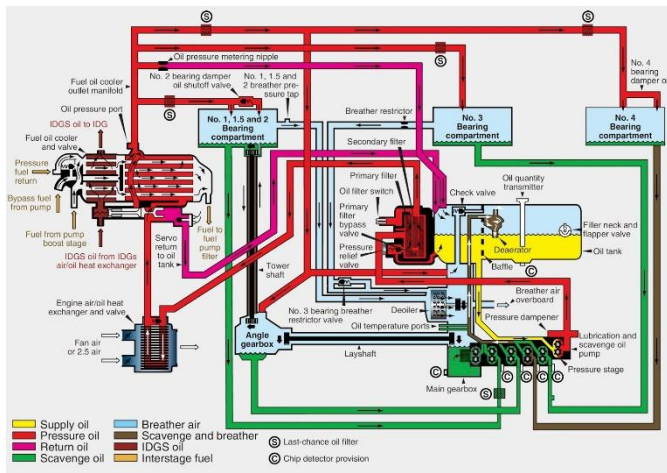 S
S
Oil pressure metering nipple
No. 2 bearing damper
oil shutoff valve
No. 1, 1.5 and
2 breather pre-
ssure tap
S
No. 4
bearing
damper oil
Fuel oil cooler
outlet manifold
Oil pressure port
S
IDGS oil to IDG
Fuel oil cooler
and valve
Pressure
fuel
return
Bypass fuel
from pump
Fuel from pump
boost stage
IDGS oil from IDGs
air/oil heat exchanger
No. 1, 1.5 and 2
Bearing
compartment
Breather restrictor
No. 3
Bearing
compartment
No. 4
Bearing
compartment
Secondary filter
Primary filter
Oil filter switch
Primary
filter
bypass
valve
Pressure
relief
valve
Check valve
Oil quantity
transmitter
Filler neck and
flapper valve
Deaerator
Oil tank
Baffle
C
Fuel to
fuel pump
filter
Servo
return to
oil tank
Tower
shaft
Engine air/oil heat
exchanger and valve
Fan air
or 2.5 air
No. 3 bearing breather
restrictor valve
Deoiler
Breather air
overboard
Pressure dampener
Oil temperature ports
Lubrication and
scavenge oil
pump
Angle
gearbox
Layshaft
Pressure stage
C
Main gearbox
S
C
C
C
C
Supply oil
Pressure oil
Return oil
Scavenge oil
Breather air
Scavenge and breather
IDGS oil
Interstage fuel
S Last-chance oil filter
C Chip detector provision